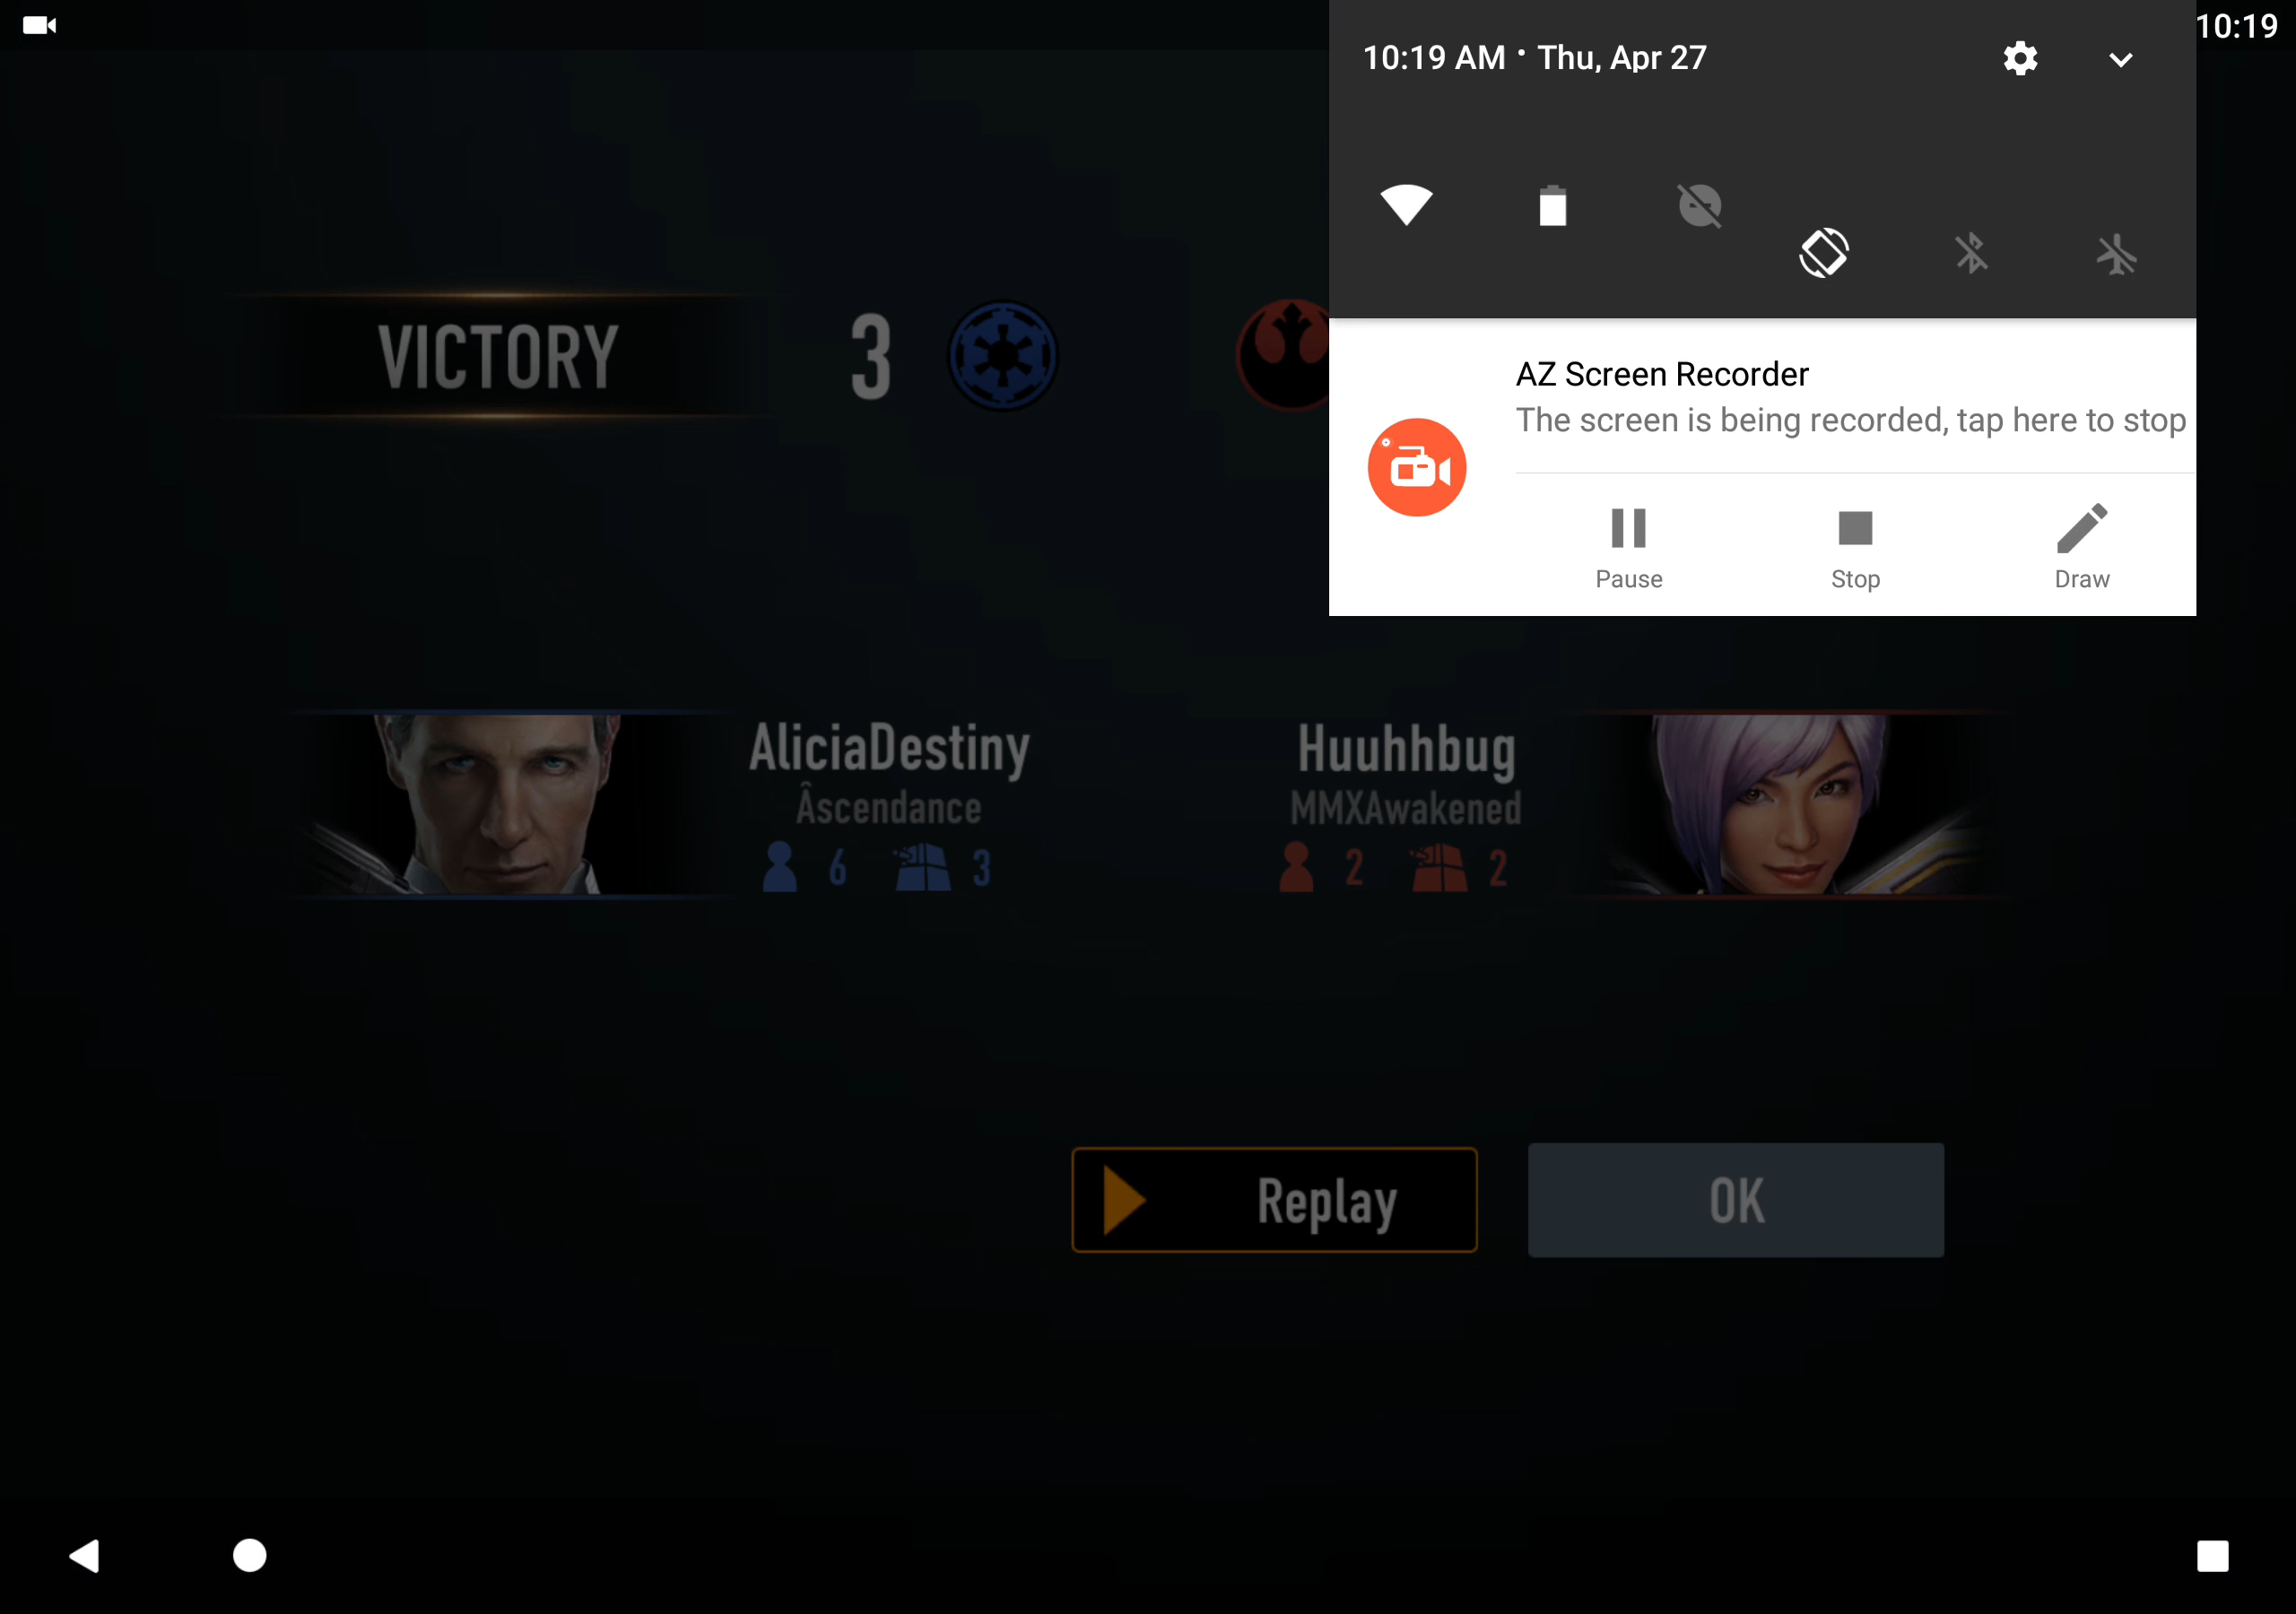 10:19
10:19 AM • Thu, Apr 27
AZ Screen Recorder
The screen is being recorded, tap here to stop
Pause Stop Draw
VICTORY 3
AliciaDestiny
Âscendance
6 3
Huuhhbug
MMXAwakened
2 2
Replay
OK